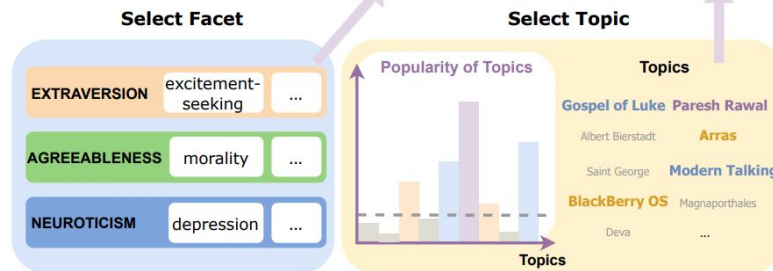 Select Facet
EXTRAVERSION
excitement-
seeking
...
AGREEABLENESS
morality
...
NEUROTICISM
depression
...
Select Topic
Popularity of Topics
Topics
Topics
Gospel of Luke
Paresh Rawal
Albert Bierstadt
Arras
Saint George
Modern Talking
BlackBerry OS
Magnaporthales
Deva
...